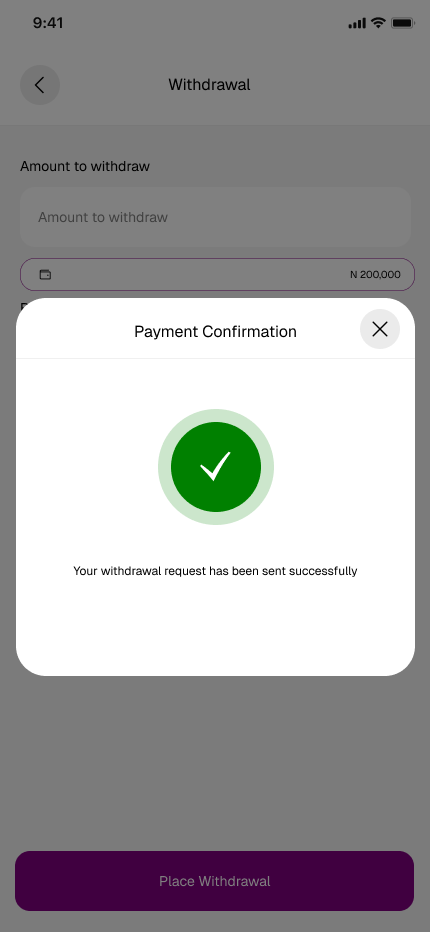 9:41
Withdrawal
Amount to withdraw
Amount to withdraw
N 200,000
Payment Confirmation
Your withdrawal request has been sent successfully
Place Withdrawal